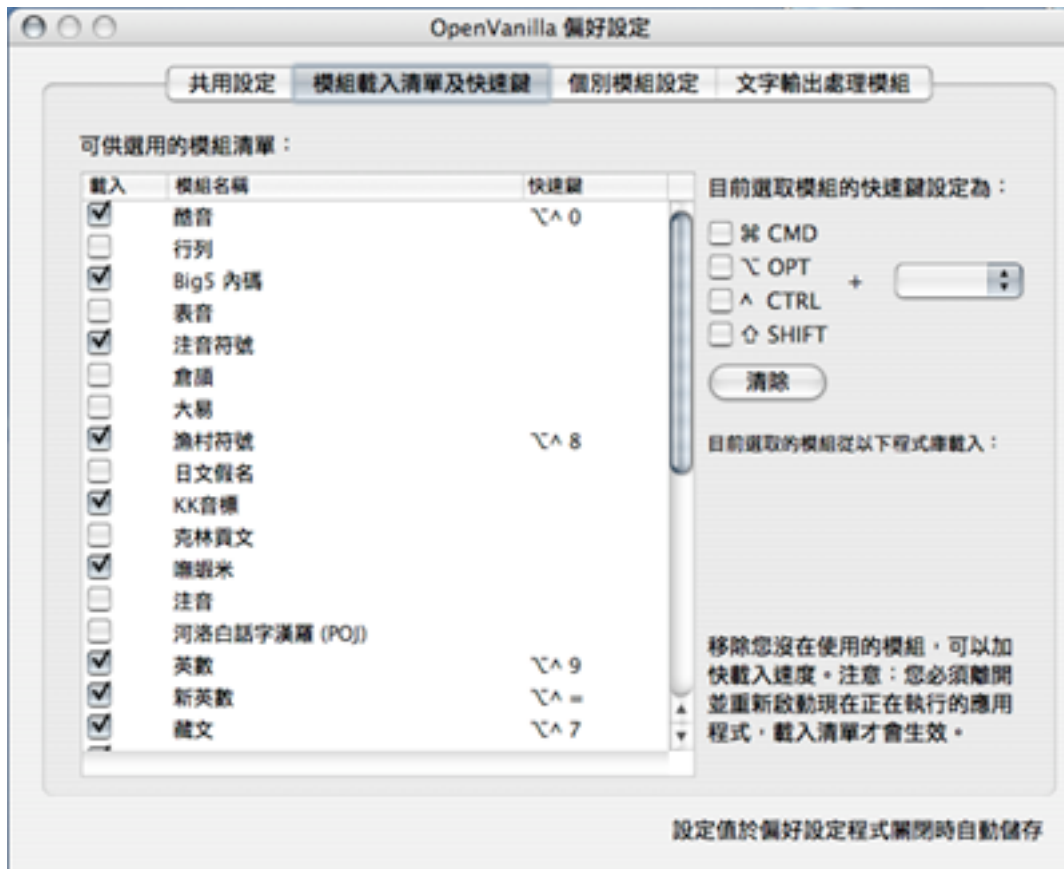 OpenVanilla 偏好設定
共用設定 模組載入清單及快速鍵 個別模組設定 文字輸出處理模組
可供選用的模組清單：
載入 模組名稱 快速鍵
酷音 ⌥^ 0
行列
Big5 內碼
表音
注音符號
倉頡
大易
漁村符號 ⌥^ 8
日文假名
KK音標
克林貢文
嘸蝦米
注音
河洛白話字漢羅 (POJ)
英數 ⌥^ 9
新英數 ⌥^ =
藏文 ⌥^ 7
目前選取模組的快速鍵設定為：
⌘ CMD
⌥ OPT
+
^ CTRL
⇧ SHIFT
清除
目前選取的模組從以下程式庫載入：
移除您沒在使用的模組，可以加
快載入速度。注意：您必須離開
並重新啟動現在正在執行的應用
程式，載入清單才會生效。
設定值於偏好設定程式關閉時自動儲存